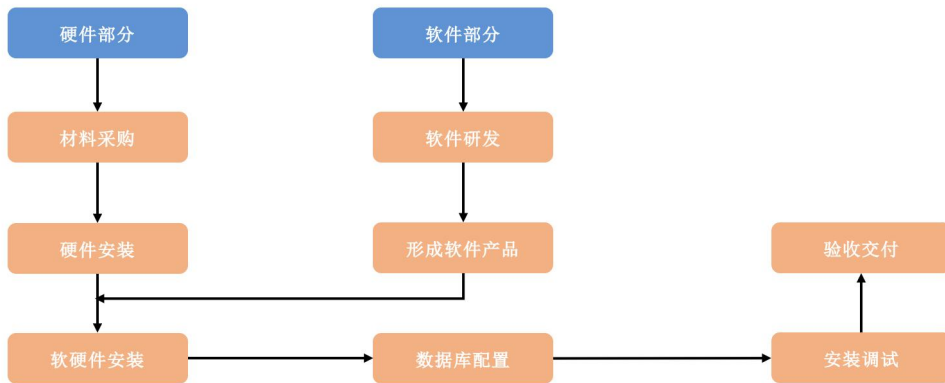 硬件部分
软件部分
材料采购
软件研发
硬件安装
形成软件产品
验收交付
软硬件安装
数据库配置
安装调试